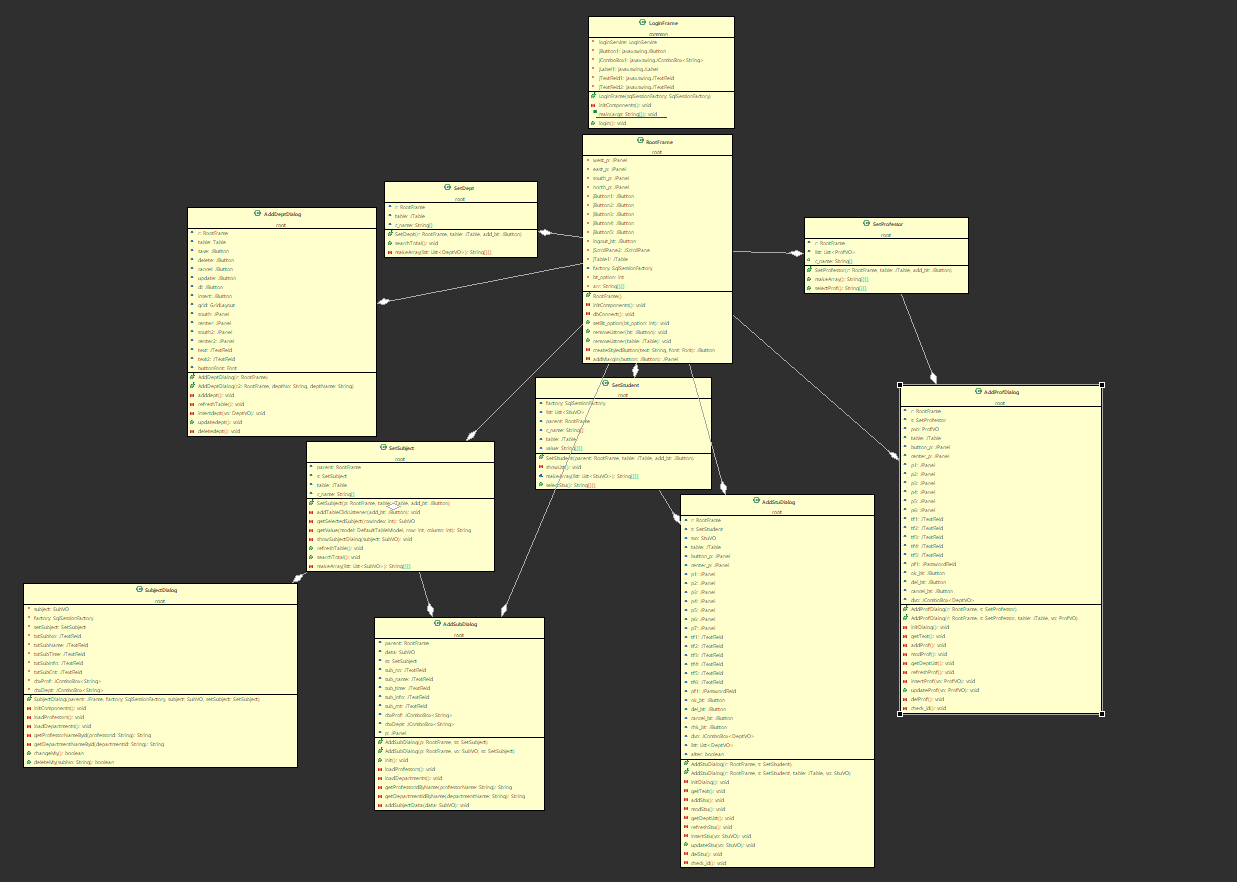 LoginFrame
common
loginService: LoginService
jButton1: javax.swing.JButton
jComboBox1: javax.swing.JComboBox<String>
jLabel1: javax.swing.JLabel
jTextField1: javax.swing.JTextField
jTextField2: javax.swing.JTextField
LoginFrame(sqlSessionFactory: SqlSessionFactory)
initComponents(): void
main(args: String[]): void
login(): void
RootFrame
root
west_p: JPanel
east_p: JPanel
south_p: JPanel
north_p: JPanel
jButton1: JButton
jButton2: JButton
jButton3: JButton
jButton4: JButton
jButton5: JButton
logout_bt: JButton
jScrollPane2: JScrollPane
jTable1: JTable
factory: SqlSessionFactory
bt_option: int
arr: String[][]
RootFrame()
initComponents(): void
dbConnect(): void
setBt_option(bt_option: int): void
removeListner(bt: JButton): void
removeListner(table: JTable): void
createStyledButton(text: String, font: Font): JButton
addMargin(button: JButton): JPanel
SetDept
root
r: RootFrame
table: JTable
c_name: String[]
SetDept(r: RootFrame, table: JTable, add_bt: JButton)
searchTotal(): void
makeArray(list: List<DeptVO>): String[][]
AddDeptDialog
root
r: RootFrame
table: Table
save: JButton
delete: JButton
cancel: JButton
update: JButton
dl: JButton
insert: JButton
grid: GridLayout
south: JPanel
center: JPanel
south2: JPanel
center2: JPanel
text: JTextField
text2: JTextField
buttonFont: Font
AddDeptDialog(r: RootFrame)
AddDeptDialog(r2: RootFrame, deptNo: String, deptName: String)
adddept(): void
refreshTable(): void
insertdept(vo: DeptVO): void
updatedept(): void
deletedept(): void
SetProfessor
root
r: RootFrame
list: List<ProfVO>
c_name: String[]
SetProfessor(r: RootFrame, table: JTable, add_bt: JButton)
makeArray(): String[][]
selectProf(): String[][]
SetStudent
root
factory: SqlSessionFactory
list: List<StuVO>
parent: RootFrame
c_name: String[]
table: JTable
value: String[][]
SetStudent(parent: RootFrame, table: JTable, add_bt: JButton)
showList(): void
makeArray(list: List<StuVO>): String[][]
selectStu(): String[][]
AddProfDialog
root
r: RootFrame
s: SetProfessor
pvo: ProfVO
table: JTable
button_p: JPanel
center_p: JPanel
p1: JPanel
p2: JPanel
p3: JPanel
p4: JPanel
p5: JPanel
p6: JPanel
tf1: JTextField
tf2: JTextField
tf3: JTextField
tf4: JTextField
tf5: JTextField
pf1: JPasswordField
ok_bt: JButton
del_bt: JButton
cancel_bt: JButton
dvo: JComboBox<DeptVO>
AddProfDialog(r: RootFrame, s: SetProfessor)
AddProfDialog(r: RootFrame, s: SetProfessor, table: JTable, vo: ProfVO)
initDialog(): void
getText(): void
addProf(): void
modProf(): void
getDeptList(): void
refreshProf(): void
insertProf(vo: ProfVO): void
updateProf(vo: ProfVO): void
delProf(): void
check_id(): void
SetSubject
root
parent: RootFrame
s: SetSubject
table: JTable
c_name: String[]
SetSubject(p: RootFrame, table: JTable, add_bt: JButton)
addTableClickListener(add_bt: JButton): void
getSelectedSubject(rowIndex: int): SubVO
getValue(model: DefaultTableModel, row: int, column: int): String
showSubjectDialog(subject: SubVO): void
refreshTable(): void
searchTotal(): void
makeArray(list: List<SubVO>): String[][]
AddStuDialog
root
r: RootFrame
s: SetStudent
svo: StuVO
table: JTable
button_p: JPanel
center_p: JPanel
p1: JPanel
p2: JPanel
p3: JPanel
p4: JPanel
p5: JPanel
p6: JPanel
p7: JPanel
tf1: JTextField
tf2: JTextField
tf3: JTextField
tf4: JTextField
tf5: JTextField
tf6: JTextField
pf1: JPasswordField
ok_bt: JButton
del_bt: JButton
cancel_bt: JButton
chk_bt: JButton
dvo: JComboBox<DeptVO>
list: List<DeptVO>
alter: boolean
AddStuDialog(r: RootFrame, s: SetStudent)
AddStuDialog(r: RootFrame, s: SetStudent, table: JTable, vo: StuVO)
initDialog(): void
getText(): void
addStu(): void
modStu(): void
getDeptList(): void
refreshStu(): void
insertStu(vo: StuVO): void
updateStu(vo: StuVO): void
delStu(): void
check_id(): void
SubjectDialog
root
subject: SubVO
factory: SqlSessionFactory
setSubject: SetSubject
txtSubNo: JTextField
txtSubName: JTextField
txtSubTime: JTextField
txtSubInfo: JTextField
txtSubCnt: JTextField
cbxProf: JComboBox<String>
cbxDept: JComboBox<String>
SubjectDialog(parent: JFrame, factory: SqlSessionFactory, subject: SubVO, setSubject: SetSubject)
initComponents(): void
loadProfessors(): void
loadDepartments(): void
getProfessorNameById(professorId: String): String
getDepartmentNameById(departmentId: String): String
changeMy(): boolean
deleteMy(subNo: String): boolean
AddSubDialog
root
parent: RootFrame
data: SubVO
ss: SetSubject
sub_no: JTextField
sub_name: JTextField
sub_time: JTextField
sub_info: JTextField
sub_cnt: JTextField
cbxProf: JComboBox<String>
cbxDept: JComboBox<String>
p: JPanel
AddSubDialog(p: RootFrame, ss: SetSubject)
AddSubDialog(p: RootFrame, vo: SubVO, ss: SetSubject)
init(): void
loadProfessors(): void
loadDepartments(): void
getProfessorIdByName(professorName: String): String
getDepartmentIdByName(departmentName: String): String
addSubjectData(data: SubVO): void